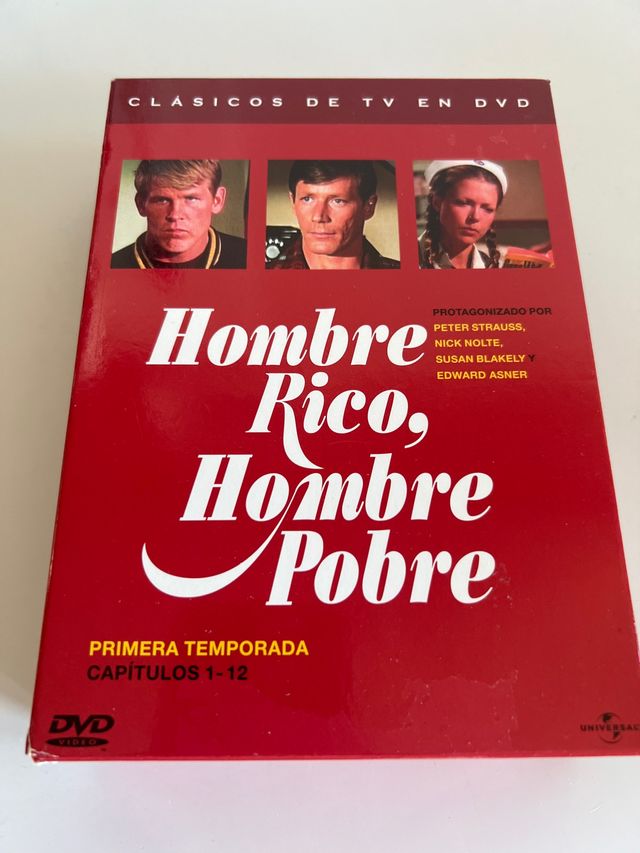 CLÁSICOS DE TV EN DVD
PROTAGONIZADO POR
PETER STRAUSS,
NICK NOLTE,
SUSAN BLAKELY Y
EDWARD ASNER
Hombre
Rico,
Hombre
Pobre
PRIMERA TEMPORADA
CAPÍTULOS 1-12
DVD
VIDEO
UNIVERSAL